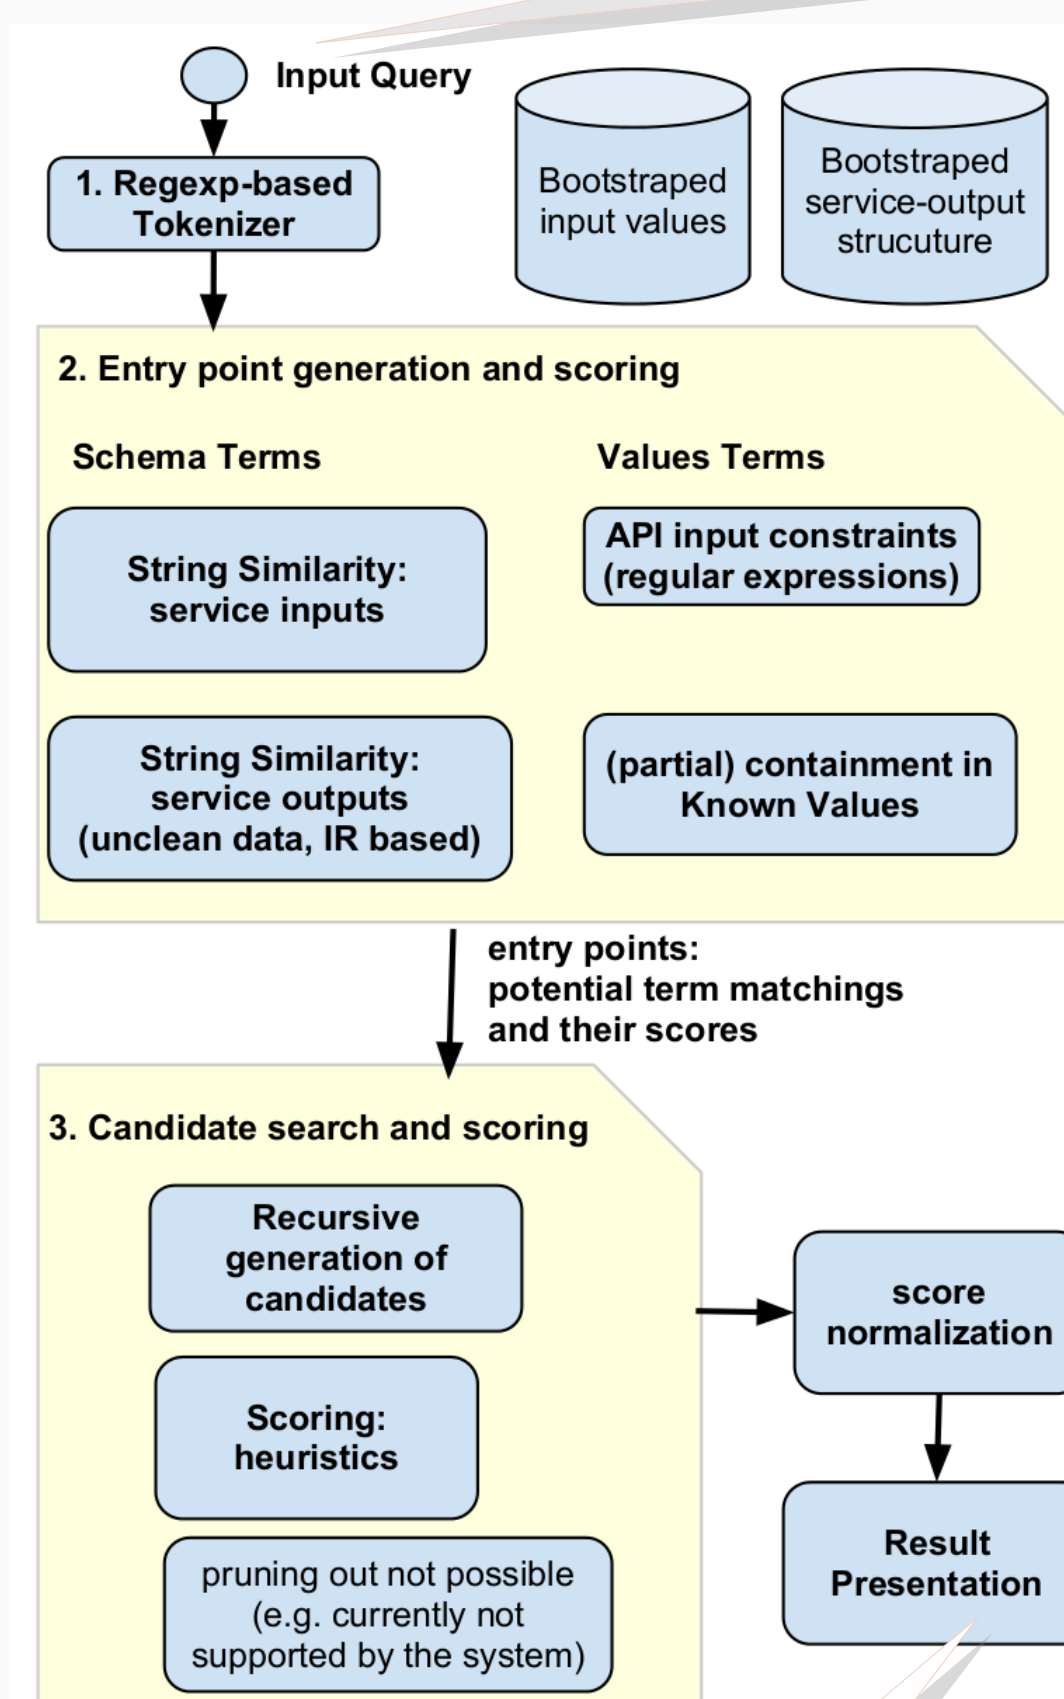 Input Query
1. Regexp-based
Tokenizer
Bootstraped
input values
Bootstraped
service-output
strucuture
2. Entry point generation and scoring
Schema Terms
Values Terms
String Similarity:
service inputs
API input constraints
(regular expressions)
String Similarity:
service outputs
(unclean data, IR based)
(partial) containment in
Known Values
entry points:
potential term matchings
and their scores
3. Candidate search and scoring
Recursive
generation of
candidates
Scoring:
heuristics
pruning out not possible
(e.g. currently not
supported by the system)
score
normalization
Result
Presentation